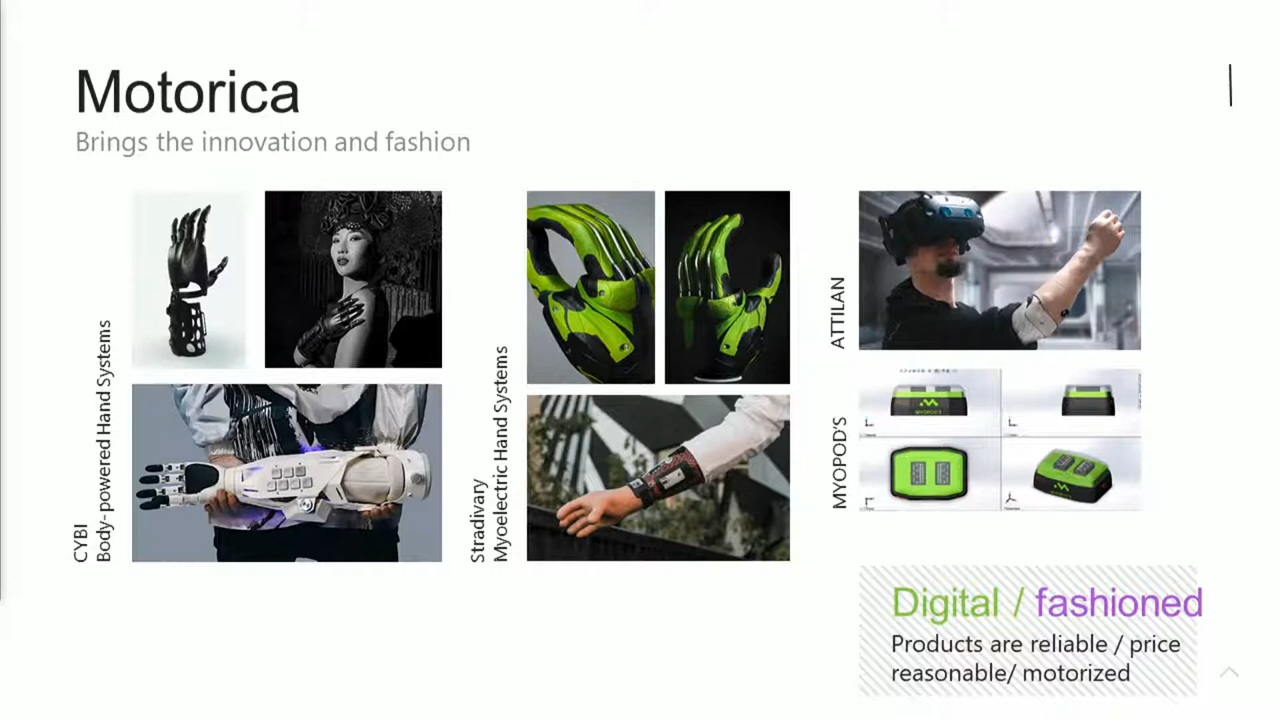 Motorica
Brings the innovation and fashion
CYBI
Body- powered Hand Systems
Stradivary
Myoelectric Hand Systems
ATTILAN
MYOPOD'S
MYOPOD'S
Digital / fashioned
Products are reliable / price
reasonable/ motorized